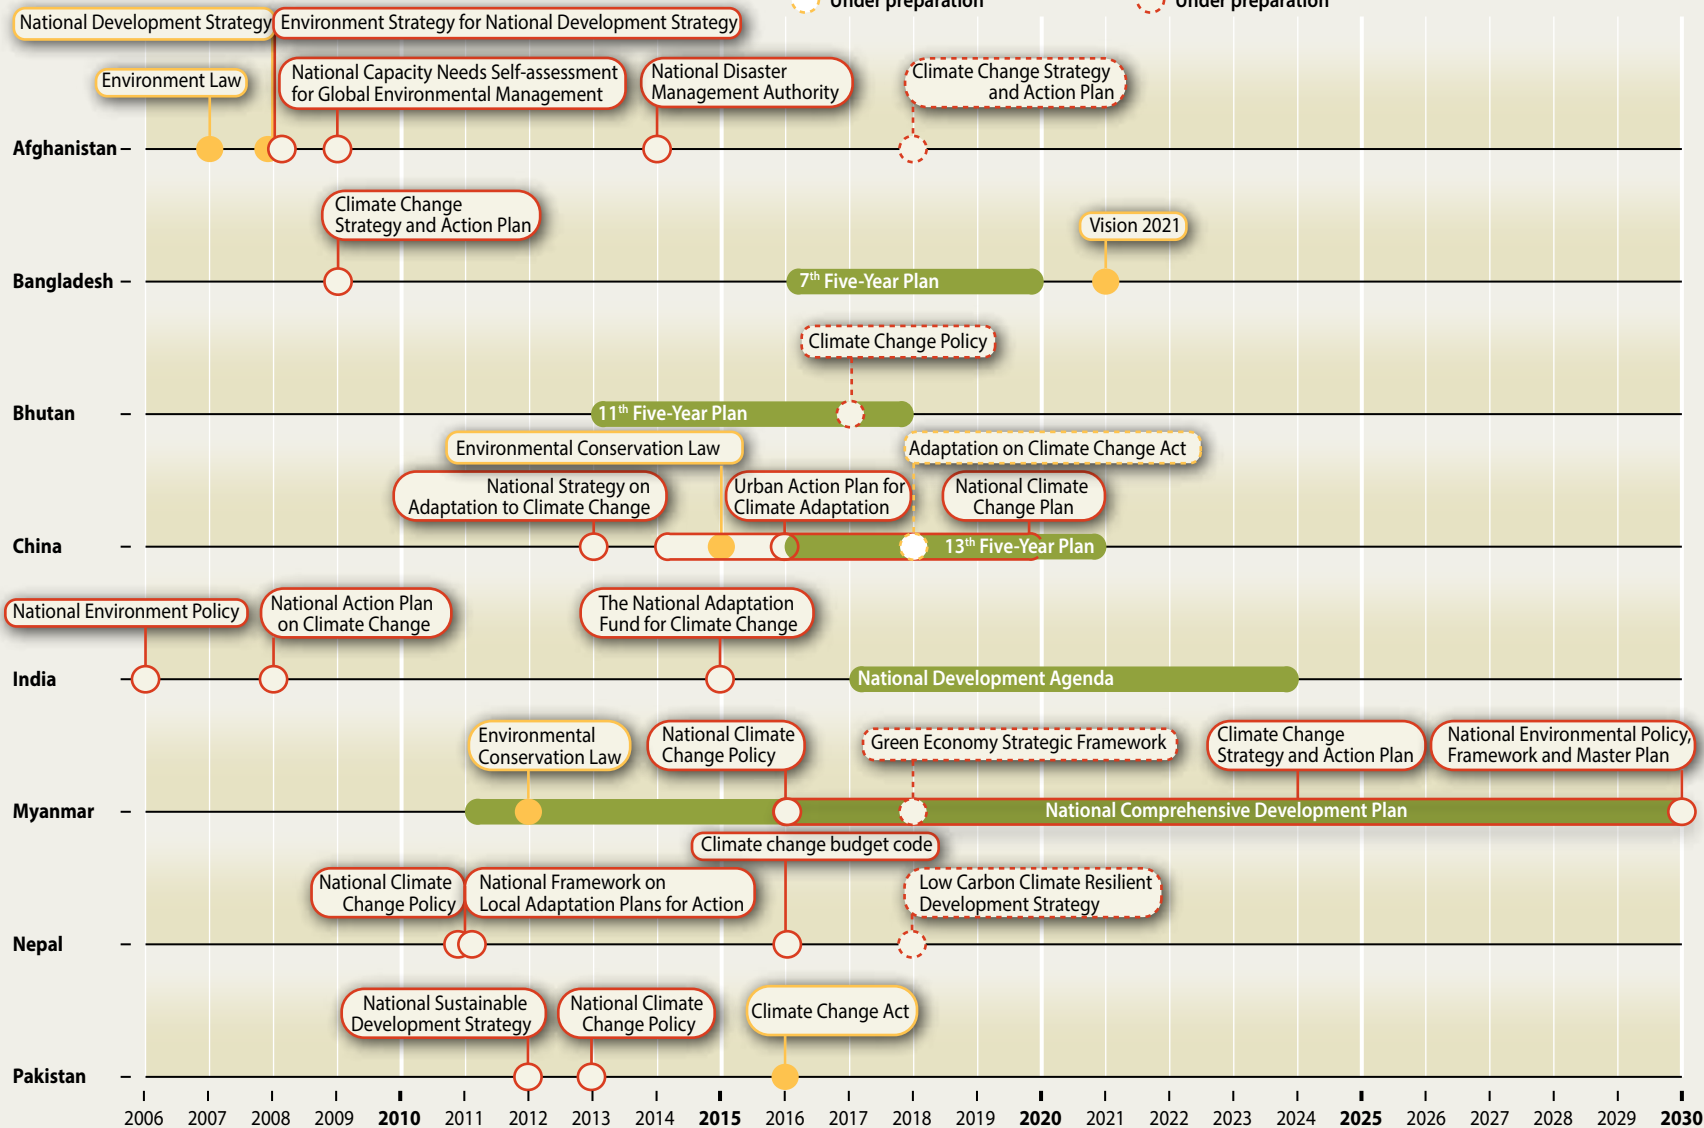 Under preparation
Under preparation
National Development Strategy
Environment Strategy for National Development Strategy
Environment Law
National Capacity Needs Self-assessment
for Global Environmental Management
National Disaster
Management Authority
Climate Change Strategy
and Action Plan
Afghanistan
Climate Change
Strategy and Action Plan
Vision 2021
Bangladesh
7th Five-Year Plan
Climate Change Policy
Bhutan
11th Five-Year Plan
Environmental Conservation Law
Adaptation on Climate Change Act
National Strategy on
Adaptation to Climate Change
Urban Action Plan for
Climate Adaptation
National Climate
Change Plan
China
13th Five-Year Plan
National Environment Policy
National Action Plan
on Climate Change
The National Adaptation
Fund for Climate Change
India
National Development Agenda
Environmental
Conservation Law
National Climate
Change Policy
Green Economy Strategic Framework
Climate Change
Strategy and Action Plan
National Environmental Policy,
Framework and Master Plan
Myanmar
National Comprehensive Development Plan
Climate change budget code
National Climate
Change Policy
National Framework on
Local Adaptation Plans for Action
Low Carbon Climate Resilient
Development Strategy
Nepal
National Sustainable
Development Strategy
National Climate
Change Policy
Climate Change Act
Pakistan
2006 2007 2008 2009 2010 2011 2012 2013 2014 2015 2016 2017 2018 2019 2020 2021 2022 2023 2024 2025 2026 2027 2028 2029 2030